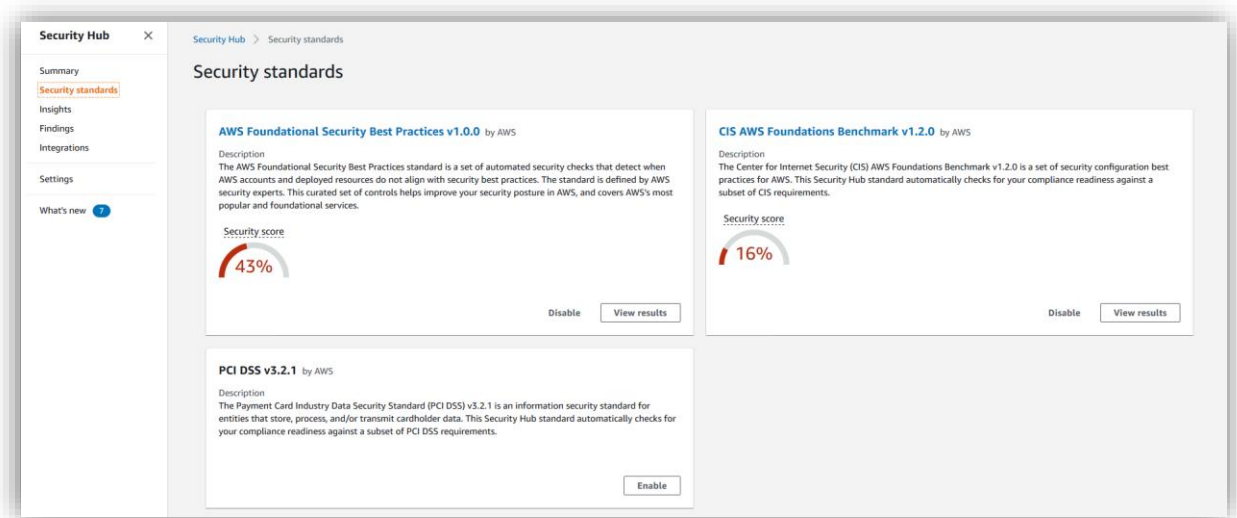 Security Hub
Summary
Security standards
Insights
Findings
Integrations
Settings
What's new 7
Security Hub > Security standards
Security standards
AWS Foundational Security Best Practices v1.0.0 by AWS
Description
The AWS Foundational Security Best Practices standard is a set of automated security checks that detect when
AWS accounts and deployed resources do not align with security best practices. The standard is defined by AWS
security experts. This curated set of controls helps improve your security posture in AWS, and covers AWS's most
popular and foundational services.
Security score
43%
Disable View results
CIS AWS Foundations Benchmark v1.2.0 by AWS
Description
The Center for Internet Security (CIS) AWS Foundations Benchmark v1.2.0 is a set of security configuration best
practices for AWS. This Security Hub standard automatically checks for your compliance readiness against a
subset of CIS requirements.
Security score
16%
Disable View results
PCI DSS v3.2.1 by AWS
Description
The Payment Card Industry Data Security Standard (PCI DSS) v3.2.1 is an information security standard for
entities that store, process, and/or transmit cardholder data. This Security Hub standard automatically checks for
your compliance readiness against a subset of PCI DSS requirements.
Enable